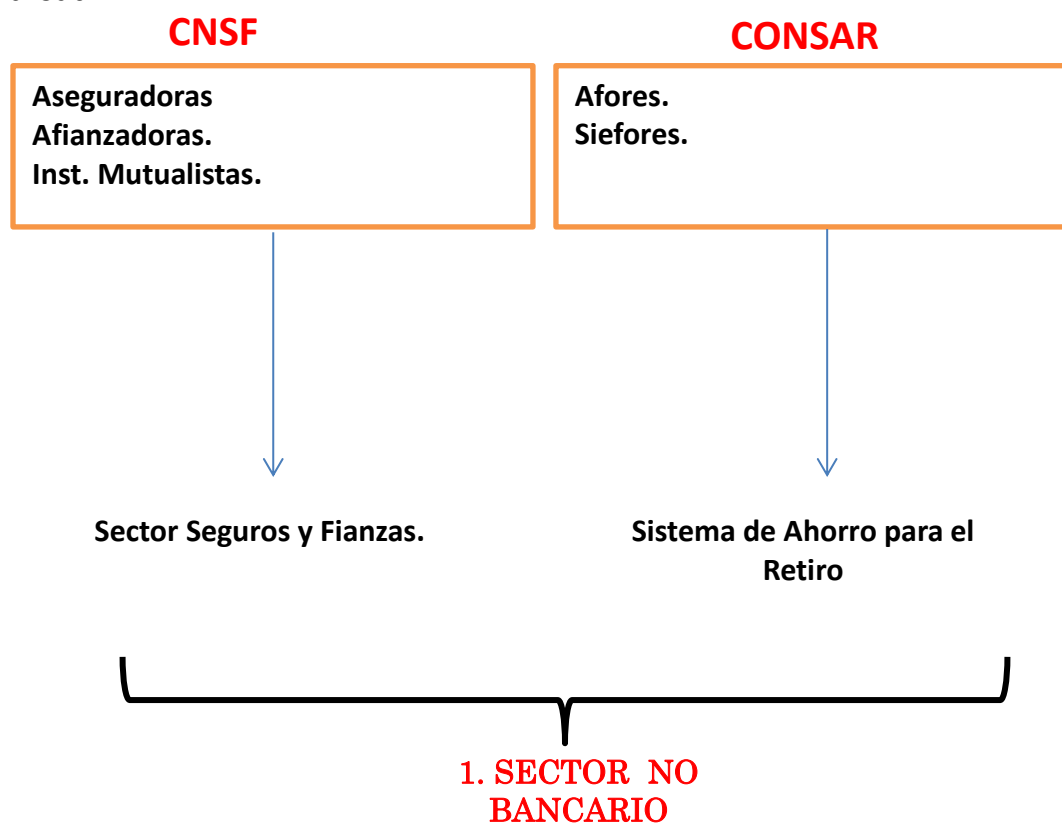 CNSF
CONSAR
Aseguradoras
Afianzadoras.
Inst. Mutualistas.
Afores.
Siefores.
Sector Seguros y Fianzas.
Sistema de Ahorro para el
Retiro
1. SECTOR NO
BANCARIO